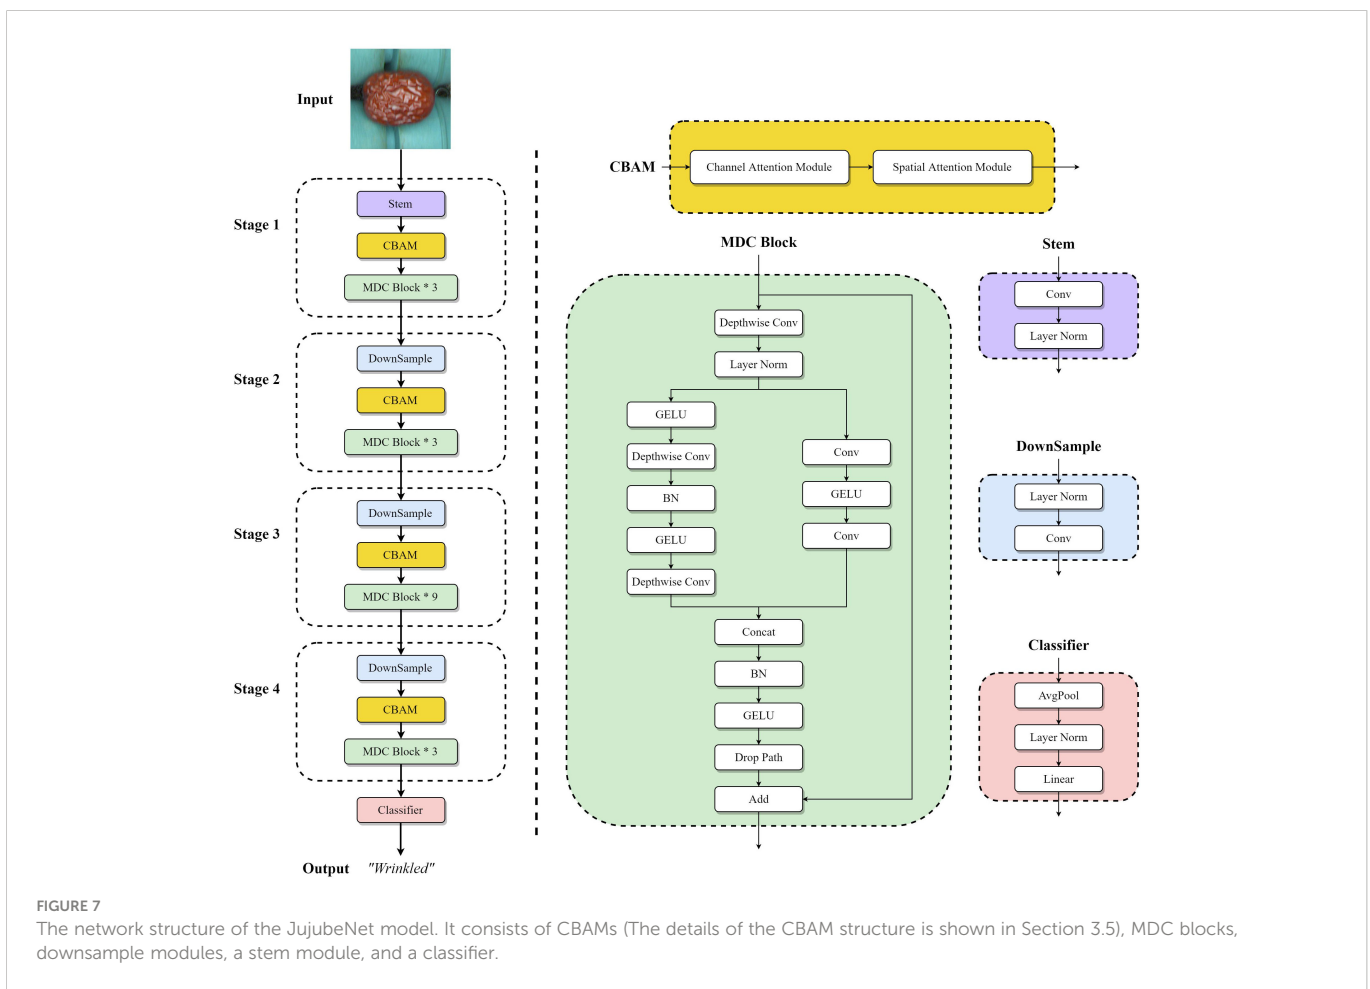 Input
Stage 1
Stem
CBAM
MDC Block * 3
Stage 2
DownSample
CBAM
MDC Block * 3
Stage 3
DownSample
CBAM
MDC Block * 9
Stage 4
DownSample
CBAM
MDC Block * 3
Classifier
Output "Wrinkled"
CBAM
Channel Attention Module
Spatial Attention Module
MDC Block
Depthwise Conv
Layer Norm
GELU
Depthwise Conv
BN
GELU
Depthwise Conv
Conv
GELU
Conv
Concat
BN
GELU
Drop Path
Add
Stem
Conv
Layer Norm
DownSample
Layer Norm
Conv
Classifier
AvgPool
Layer Norm
Linear
FIGURE 7
The network structure of the JujubeNet model. It consists of CBAMs (The details of the CBAM structure is shown in Section 3.5), MDC blocks,
downsample modules, a stem module, and a classifier.